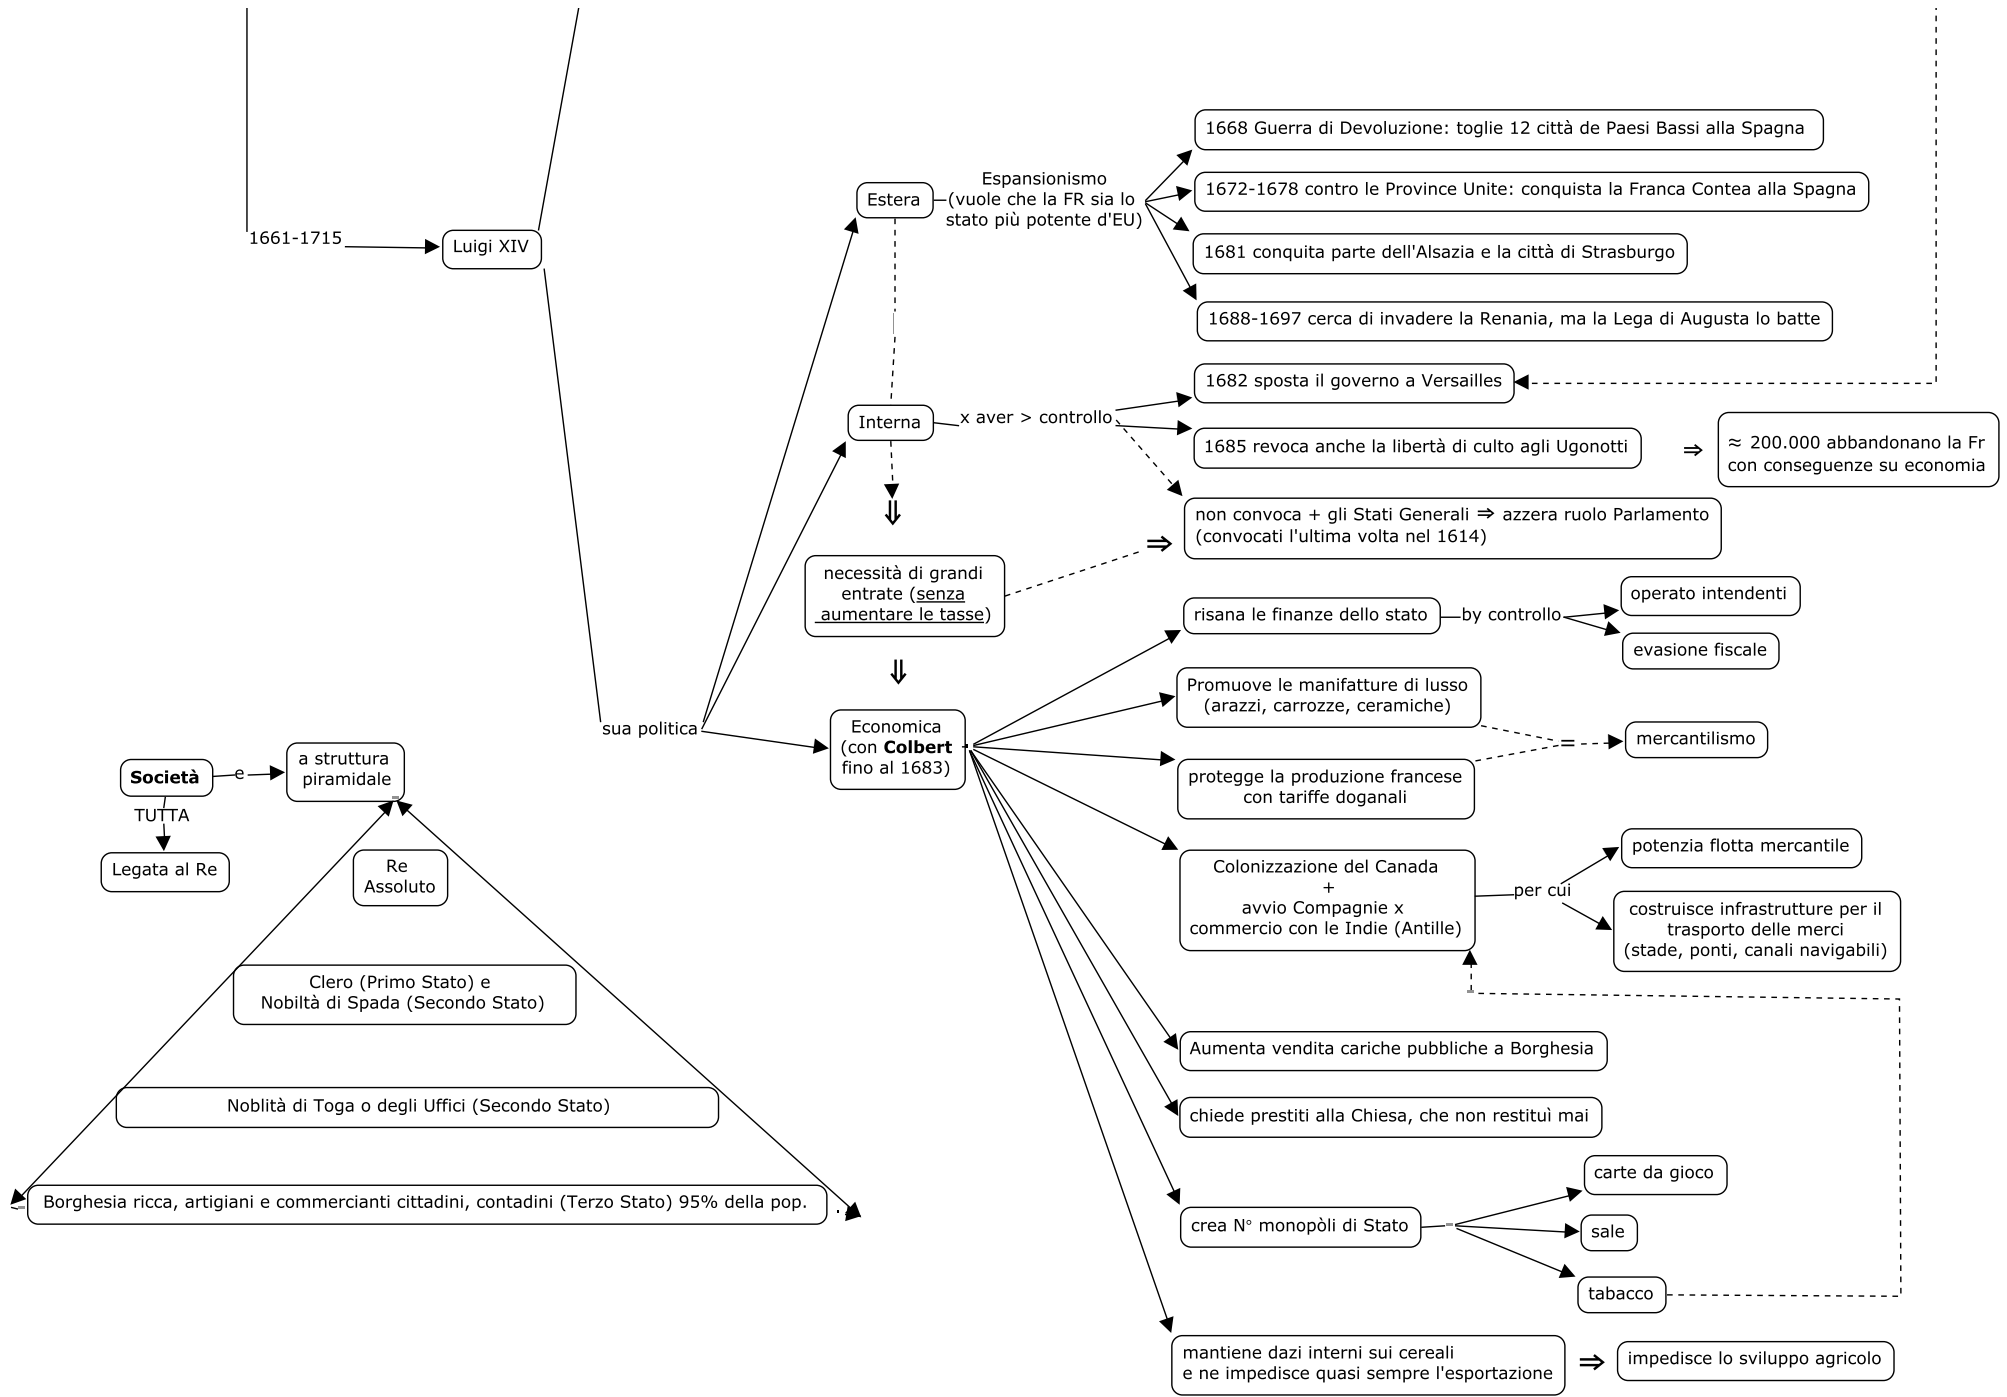 1661-1715
Luigi XIV
sua politica
Estera
Espansionismo
(vuole che la FR sia lo
stato più potente d'EU)
1668 Guerra di Devoluzione: toglie 12 città de Paesi Bassi alla Spagna
1672-1678 contro le Province Unite: conquista la Franca Contea alla Spagna
1681 conquita parte dell'Alsazia e la città di Strasburgo
1688-1697 cerca di invadere la Renania, ma la Lega di Augusta lo batte
Interna
x aver > controllo
1682 sposta il governo a Versailles
1685 revoca anche la libertà di culto agli Ugonotti
⇒
≈ 200.000 abbandonano la Fr
con conseguenze su economia
non convoca + gli Stati Generali ⇒ azzera ruolo Parlamento
(convocati l'ultima volta nel 1614)
⇓
necessità di grandi
entrate (senza
aumentare le tasse)
⇒
⇓
Economica
(con Colbert
fino al 1683)
risana le finanze dello stato
by controllo
operato intendenti
evasione fiscale
Promuove le manifatture di lusso
(arazzi, carrozze, ceramiche)
protegge la produzione francese
con tariffe doganali
=
mercantilismo
Colonizzazione del Canada
+
avvio Compagnie x
commercio con le Indie (Antille)
per cui
potenzia flotta mercantile
costruisce infrastrutture per il
trasporto delle merci
(stade, ponti, canali navigabili)
Aumenta vendita cariche pubbliche a Borghesia
chiede prestiti alla Chiesa, che non restituì mai
crea N° monopòli di Stato
carte da gioco
sale
tabacco
mantiene dazi interni sui cereali
e ne impedisce quasi sempre l'esportazione
⇒
impedisce lo sviluppo agricolo
Società
e
a struttura
piramidale
TUTTA
Legata al Re
Re
Assoluto
Clero (Primo Stato) e
Nobiltà di Spada (Secondo Stato)
Noblità di Toga o degli Uffici (Secondo Stato)
Borghesia ricca, artigiani e commercianti cittadini, contadini (Terzo Stato) 95% della pop.